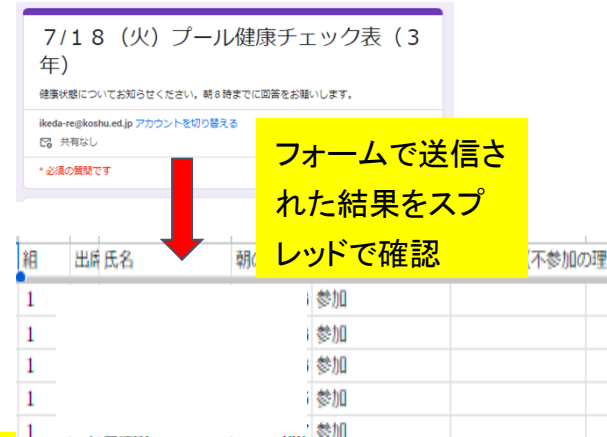 7/18（火）プール健康チェック表（3
年）
健康状態についてお知らせください。朝8時までに回答をお願いします。
ikeda-re@koshu.ed.jp アカウントを切り替える
共有なし
* 必須の質問です
フォームで送信さ
れた結果をスプ
レッドで確認
組 出席 氏名 朝の 不参加の理
1 参加
1 参加
1 参加
1 参加
1 参加